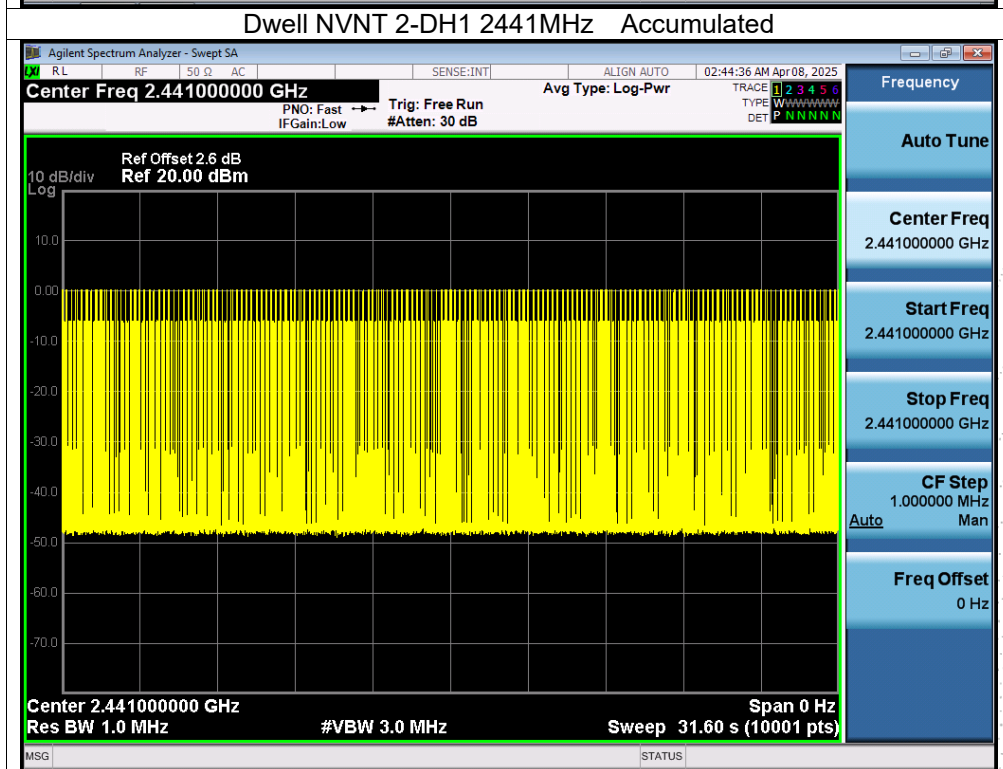 Dwell NVNT 2-DH1 2441MHz Accumulated
Agilent Spectrum Analyzer - Swept SA
LXI RL RF 50 Ω AC SENSE:INT ALIGN AUTO 02:44:36 AM Apr 08, 2025
Center Freq 2.441000000 GHz
PNO: Fast
IFGain:Low
Trig: Free Run
#Atten: 30 dB
Avg Type: Log-Pwr
TRACE 1 2 3 4 5 6
TYPE WWWWWWW
DET P N N N N N
Frequency
Auto Tune
Center Freq
2.441000000 GHz
Start Freq
2.441000000 GHz
Stop Freq
2.441000000 GHz
CF Step
1.000000 MHz
Auto Man
Freq Offset
0 Hz
Ref Offset 2.6 dB
10 dB/div Ref 20.00 dBm
Log
10.0
0.00
-10.0
-20.0
-30.0
-40.0
-50.0
-60.0
-70.0
Center 2.441000000 GHz Span 0 Hz
Res BW 1.0 MHz #VBW 3.0 MHz Sweep 31.60 s (10001 pts)
MSG STATUS